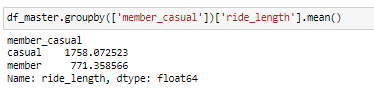 df_master.groupby(['member_casual'])['ride_length'].mean()
member_casual
casual    1758.072523
member     771.358566
Name: ride_length, dtype: float64